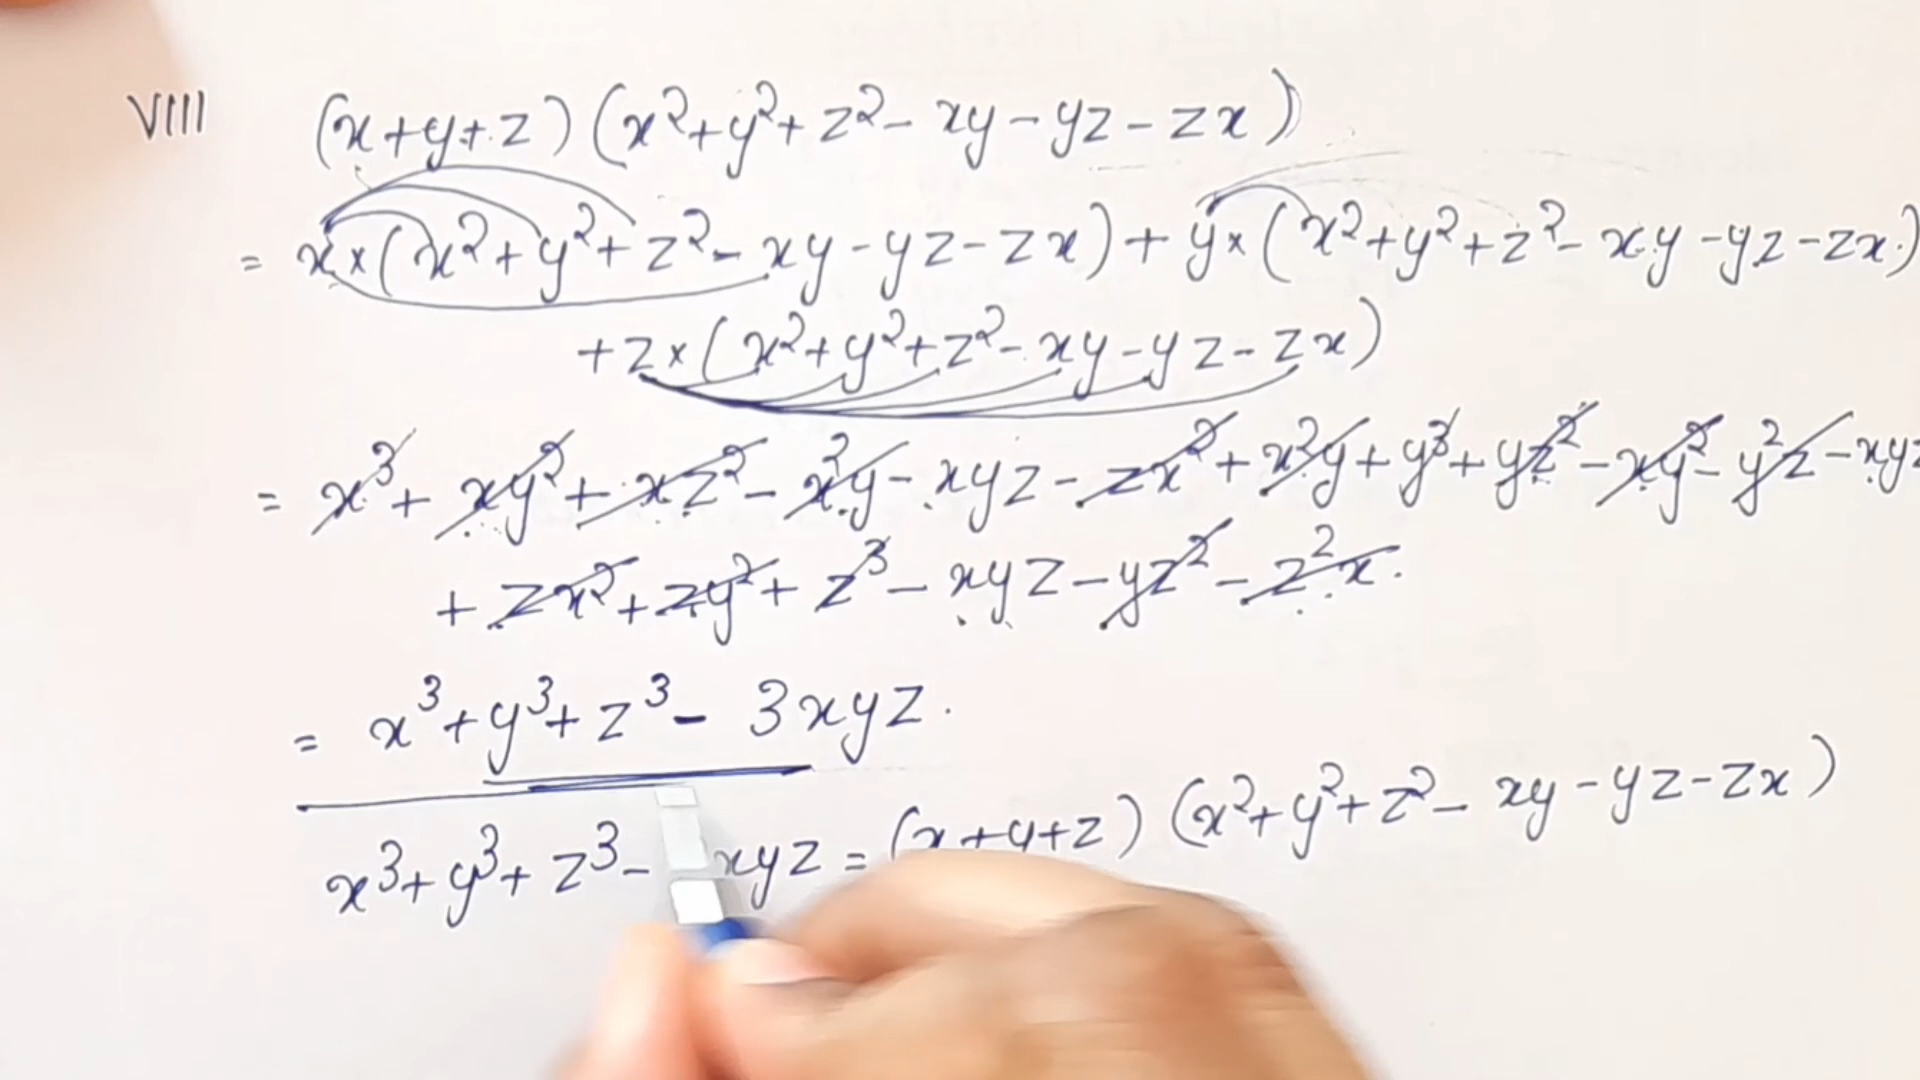 VIII (x+y+z)(x²+y²+z²-xy-yz-zx)
= x×(x²+y²+z²-xy-yz-zx)+y×(x²+y²+z²-xy-yz-zx)
+z×(x²+y²+z²-xy-yz-zx)
= x³+xy²+xz²-x²y-xyz-zx²+x²y+y³+yz²-xy²-y²z-xyz
+zx²+zy²+z³-xyz-yz²-z²x.
= x³+y³+z³-3xyz.
x³+y³+z³- xyz=(x+y+z)(x²+y²+z²-xy-yz-zx)